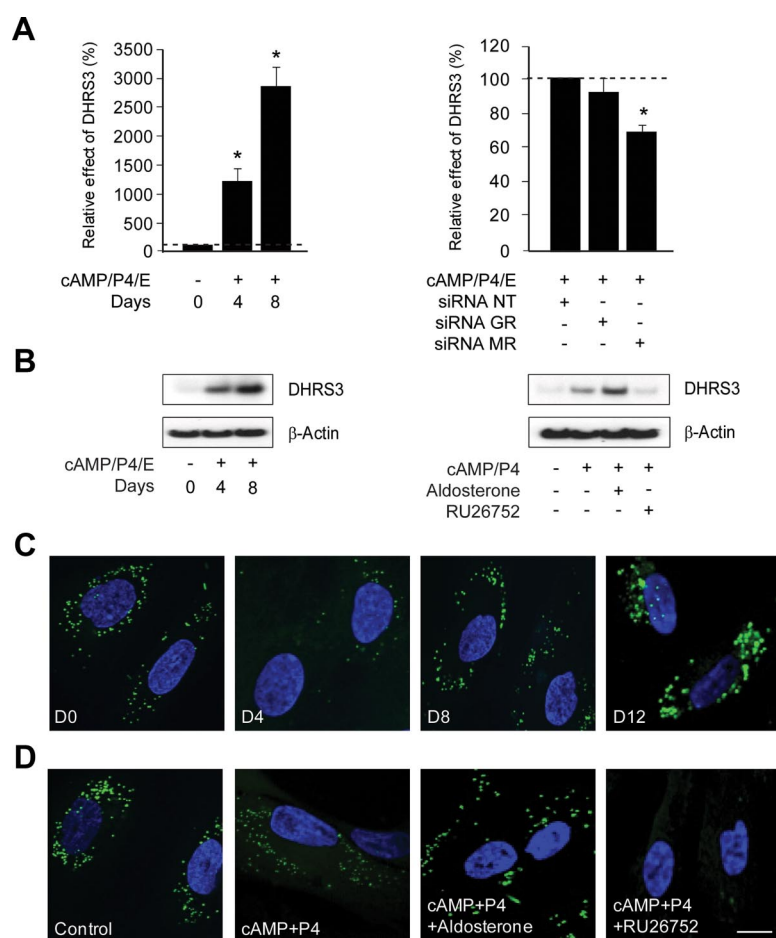 A
Relative effect of DHRS3 (%)
3500
3000
2500
2000
1500
1000
500
0
*
*
cAMP/P4/E - + +
Days 0 4 8
Relative effect of DHRS3 (%)
120
100
80
60
40
20
0
*
cAMP/P4/E + + +
siRNA NT + - -
siRNA GR - + -
siRNA MR - - +
B
DHRS3
β-Actin
cAMP/P4/E - + +
Days 0 4 8
DHRS3
β-Actin
cAMP/P4 - + + +
Aldosterone - - + -
RU26752 - - - +
C
D0
D4
D8
D12
D
Control
cAMP+P4
cAMP+P4
+Aldosterone
cAMP+P4
+RU26752